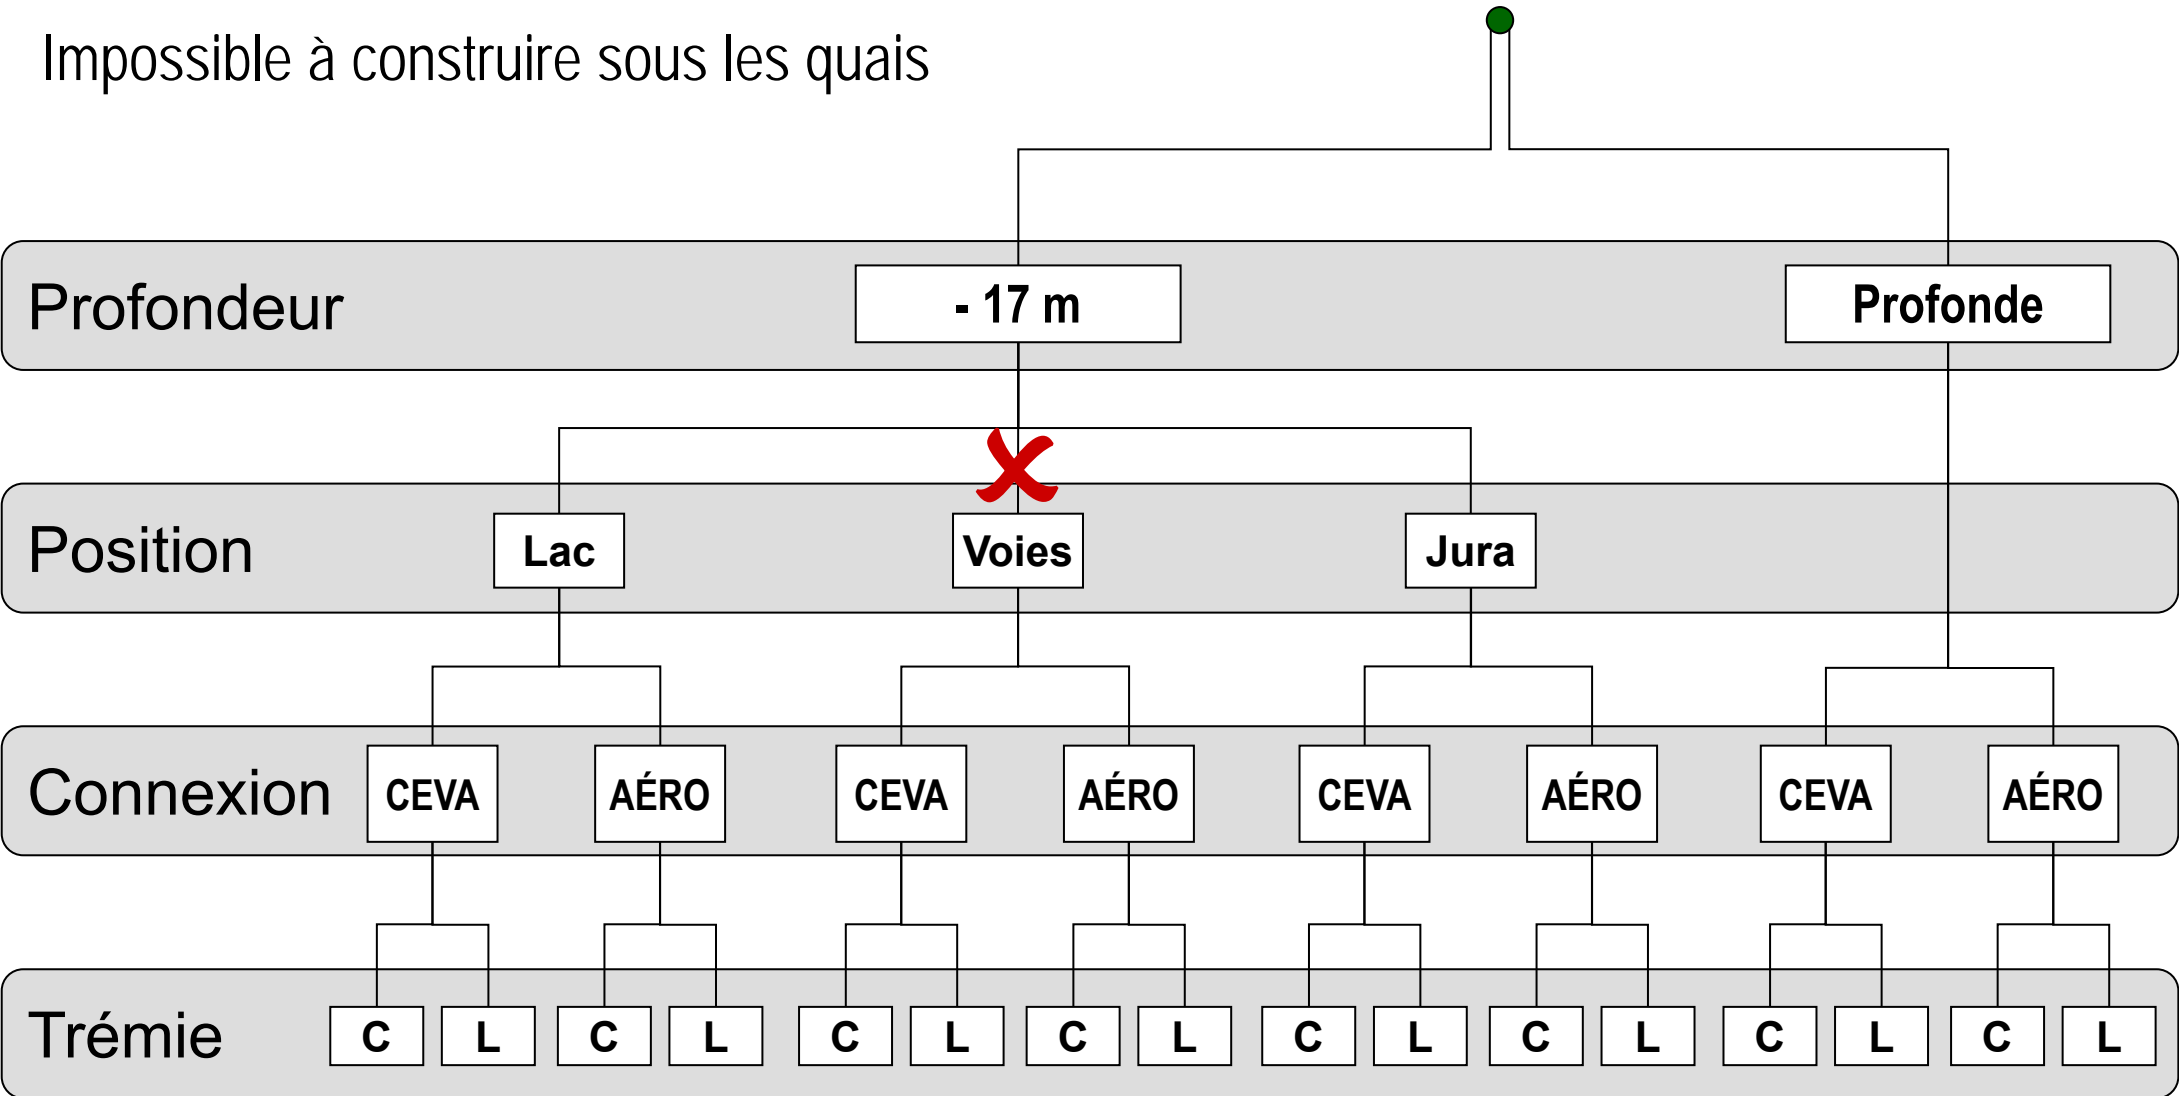 Impossible à construire sous les quais
Profondeur
- 17 m
Profonde
Position
Lac
Voies
Jura
Connexion
CEVA
AÉRO
CEVA
AÉRO
CEVA
AÉRO
CEVA
AÉRO
Trémie
C
L
C
L
C
L
C
L
C
L
C
L
C
L
C
L